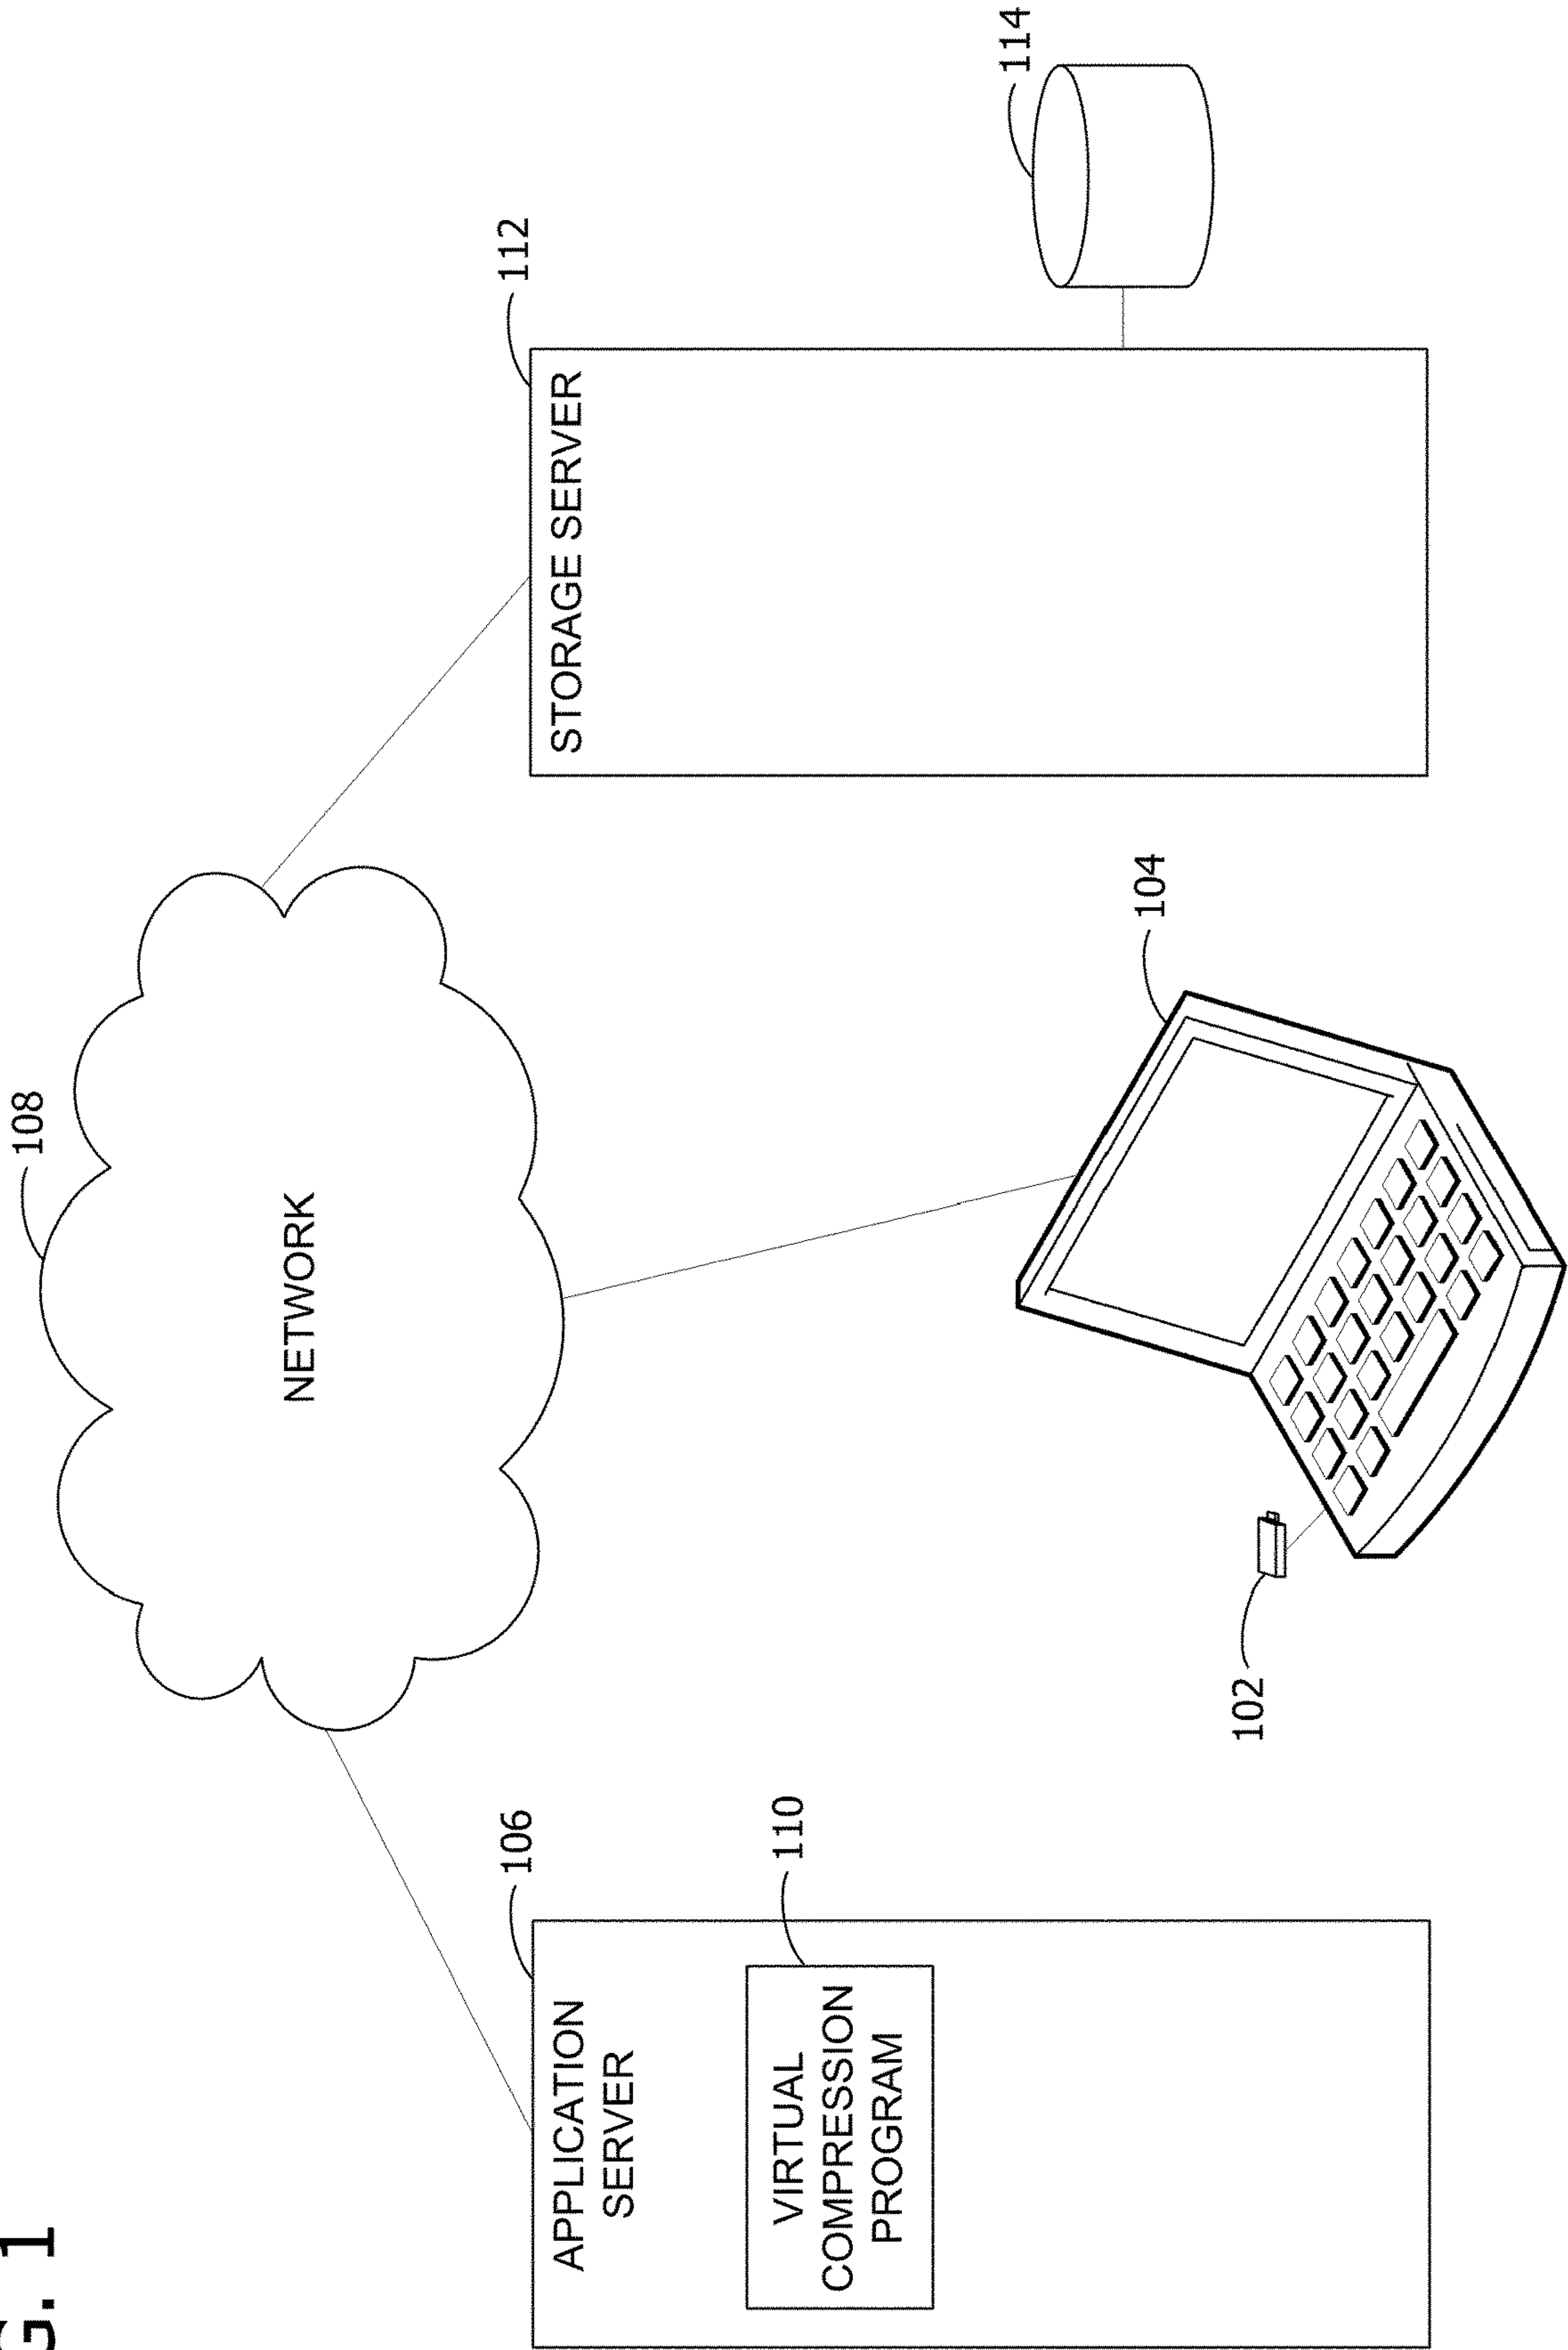 G. 1
108
NETWORK
106
APPLICATION
SERVER
110
VIRTUAL
COMPRESSION
PROGRAM
102
104
112
STORAGE SERVER
114